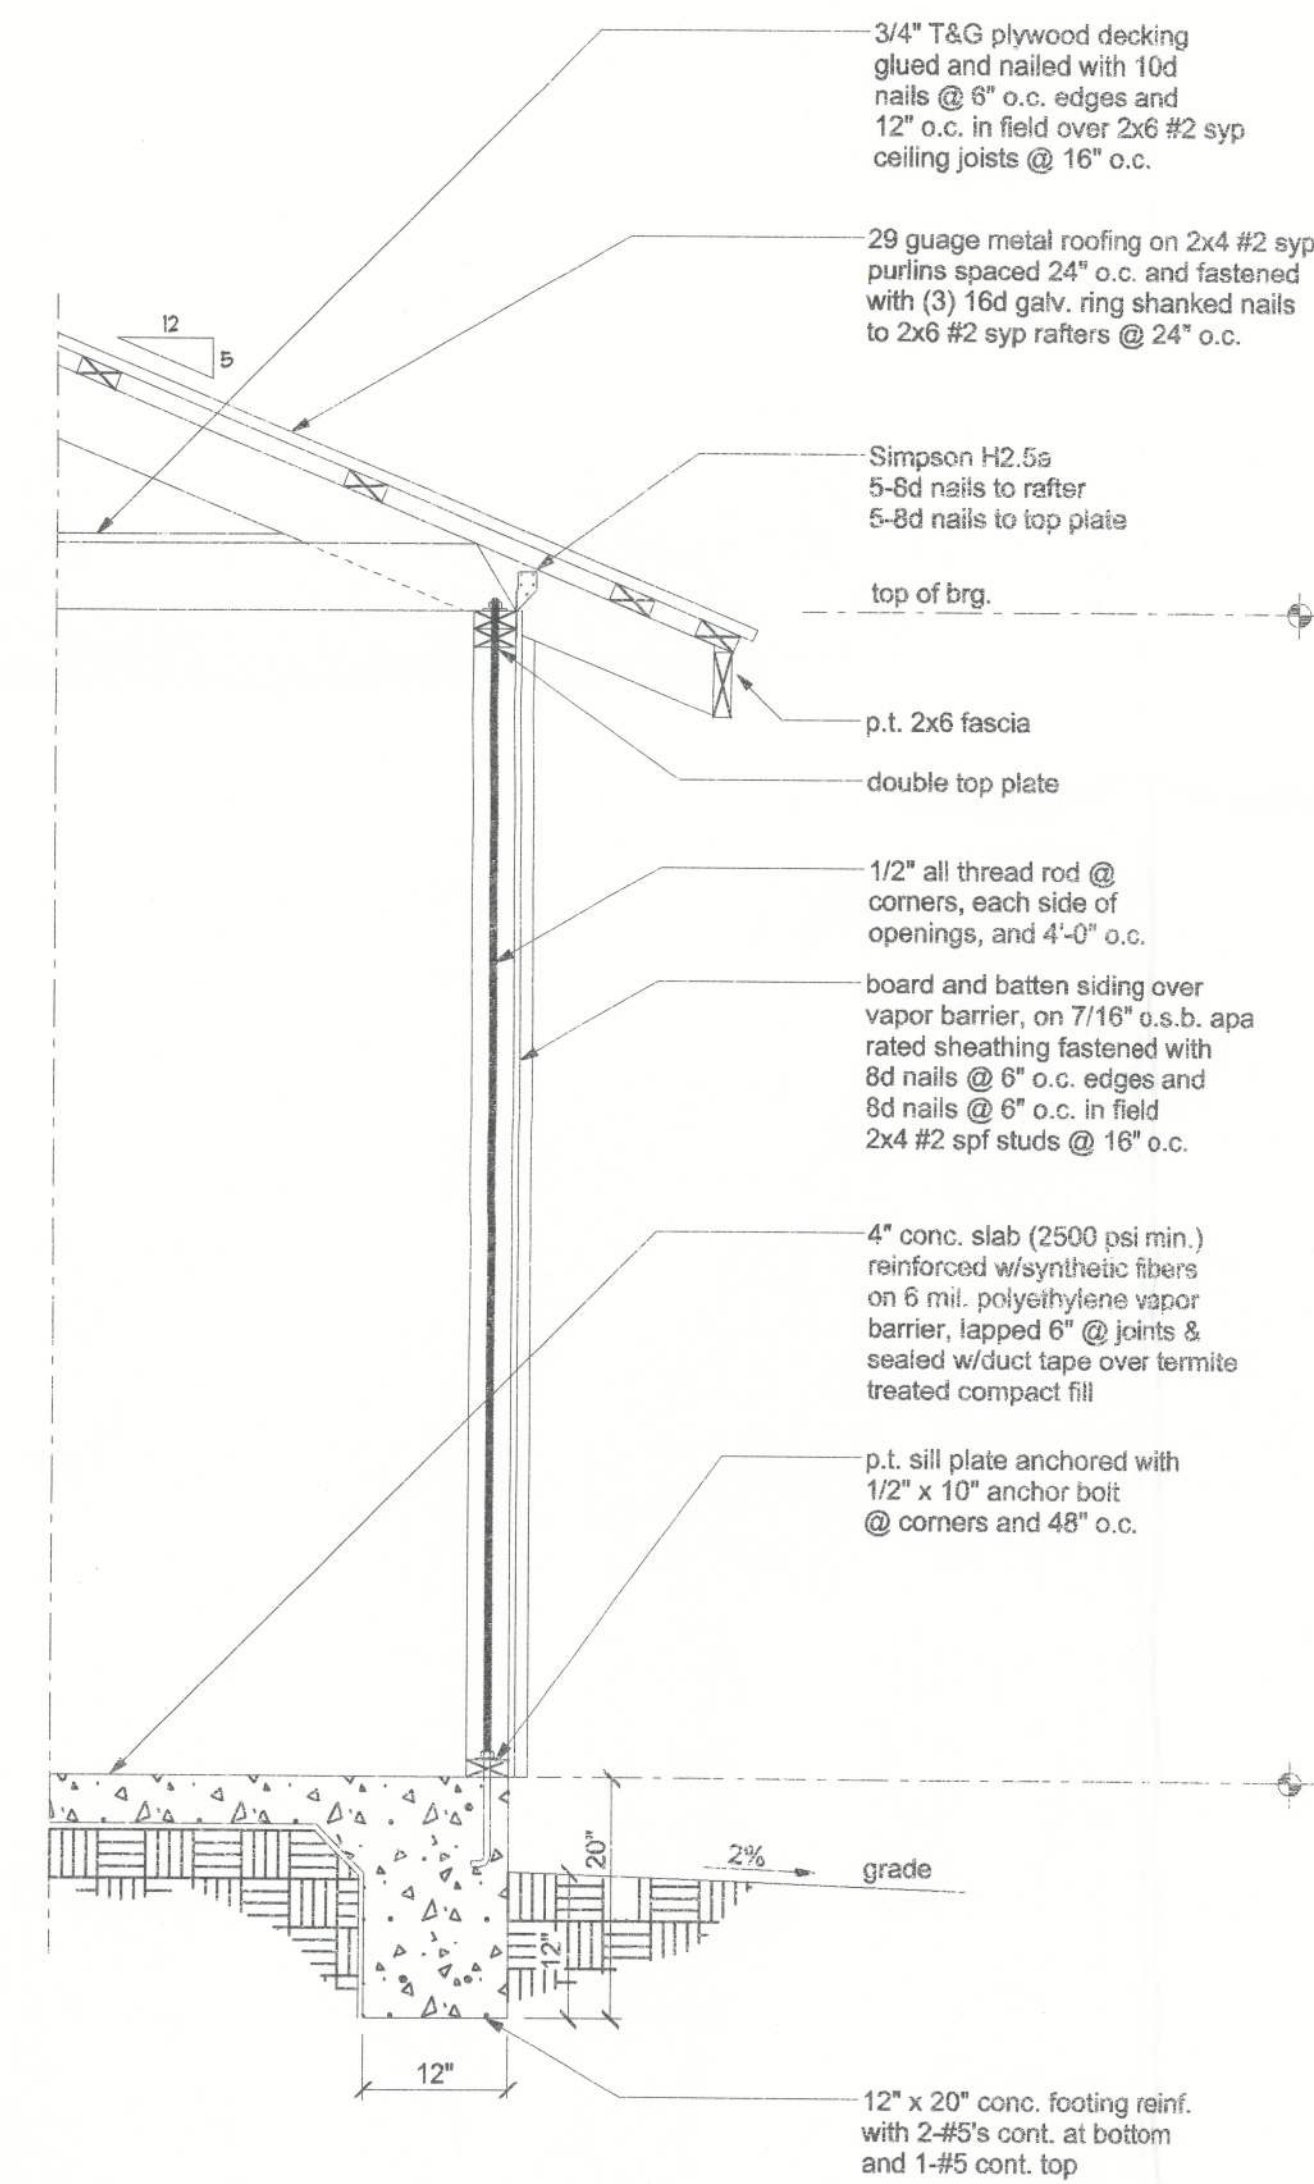 3/4" T&G plywood decking
glued and nailed with 10d
nails @ 6" o.c. edges and
12" o.c. in field over 2x6 #2 syp
ceiling joists @ 16" o.c.
29 guage metal roofing on 2x4 #2 syp
purlins spaced 24" o.c. and fastened
with (3) 16d galv. ring shanked nails
to 2x6 #2 syp rafters @ 24" o.c.
12
5
Simpson H2.5a
5-8d nails to rafter
5-8d nails to top plate
top of brg.
p.t. 2x6 fascia
double top plate
1/2" all thread rod @
corners, each side of
openings, and 4'-0" o.c.
board and batten siding over
vapor barrier, on 7/16" o.s.b. apa
rated sheathing fastened with
8d nails @ 6" o.c. edges and
8d nails @ 6" o.c. in field
2x4 #2 spf studs @ 16" o.c.
4" conc. slab (2500 psi min.)
reinforced w/synthetic fibers
on 6 mil. polyethylene vapor
barrier, lapped 6" @ joints &
sealed w/duct tape over termite
treated compact fill
p.t. sill plate anchored with
1/2" x 10" anchor bolt
@ corners and 48" o.c.
20"
2%
grade
12"
12"
12" x 20" conc. footing reinf.
with 2-#5's cont. at bottom
and 1-#5 cont. top